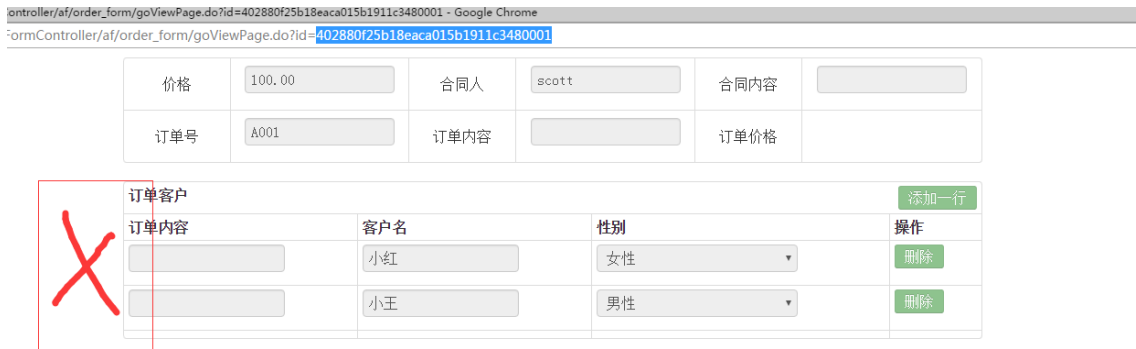 ontroller/af/order_form/goViewPage.do?id=402880f25b18eaca015b1911c3480001 - Google Chrome
FormController/af/order_form/goViewPage.do?id=402880f25b18eaca015b1911c3480001
价格 100.00 合同人 scott 合同内容
订单号 A001 订单内容 订单价格
订单客户 添加一行
订单内容 客户名 性别 操作
小红 女性 删除
小王 男性 删除